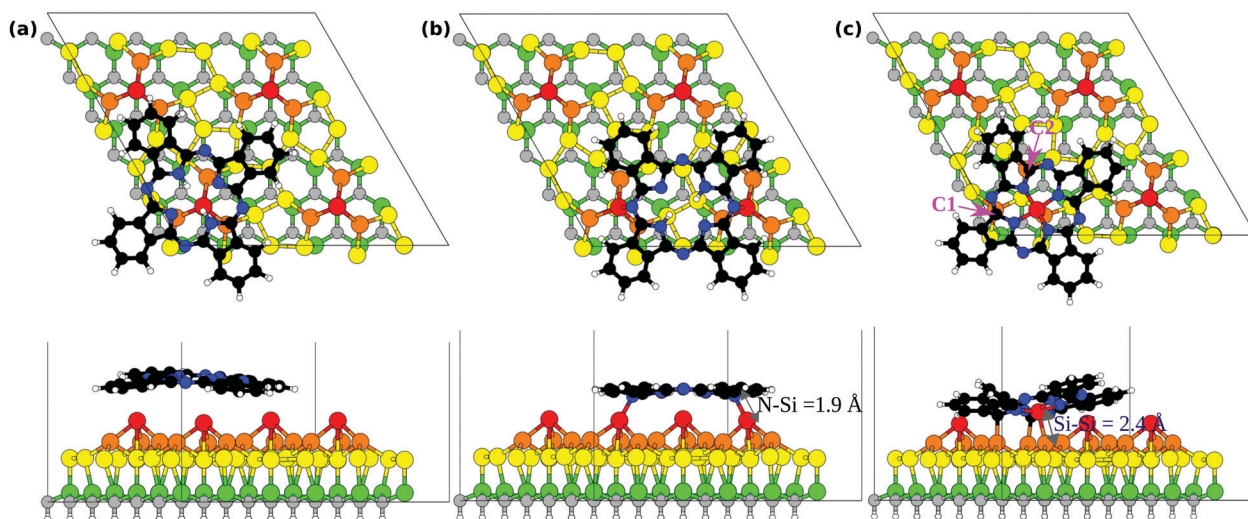 (a)
(b)
(c)
C2
C1
N-Si =1.9 Å
Si-Si = 2.4 Å